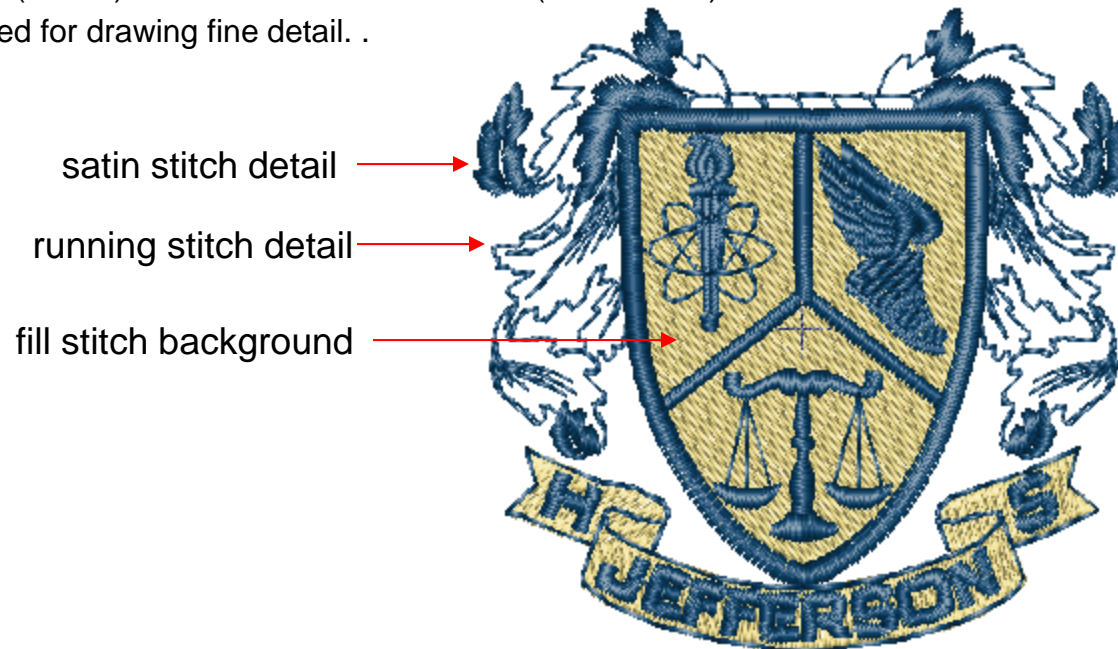 ed for drawing fine detail. .
satin stitch detail
running stitch detail
fill stitch background
H S
JEFFERSON